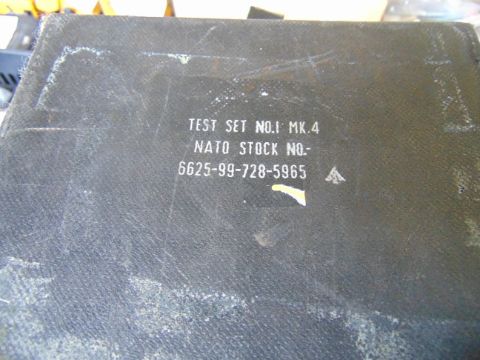 TEST SET NO.1 MK.4
NATO STOCK NO.-
6625-99-728-5965